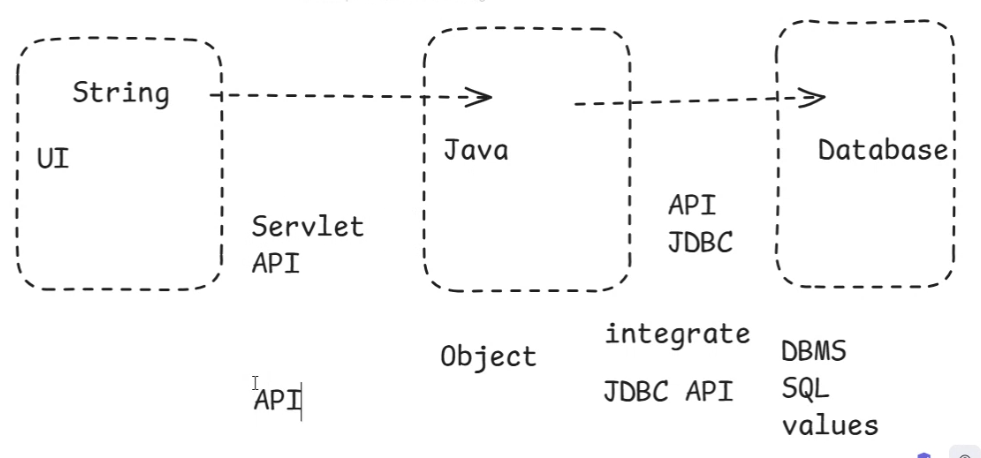 String
UI
Servlet
API
Java
API
JDBC
Database
Object
integrate
JDBC API
DBMS
SQL
values
API